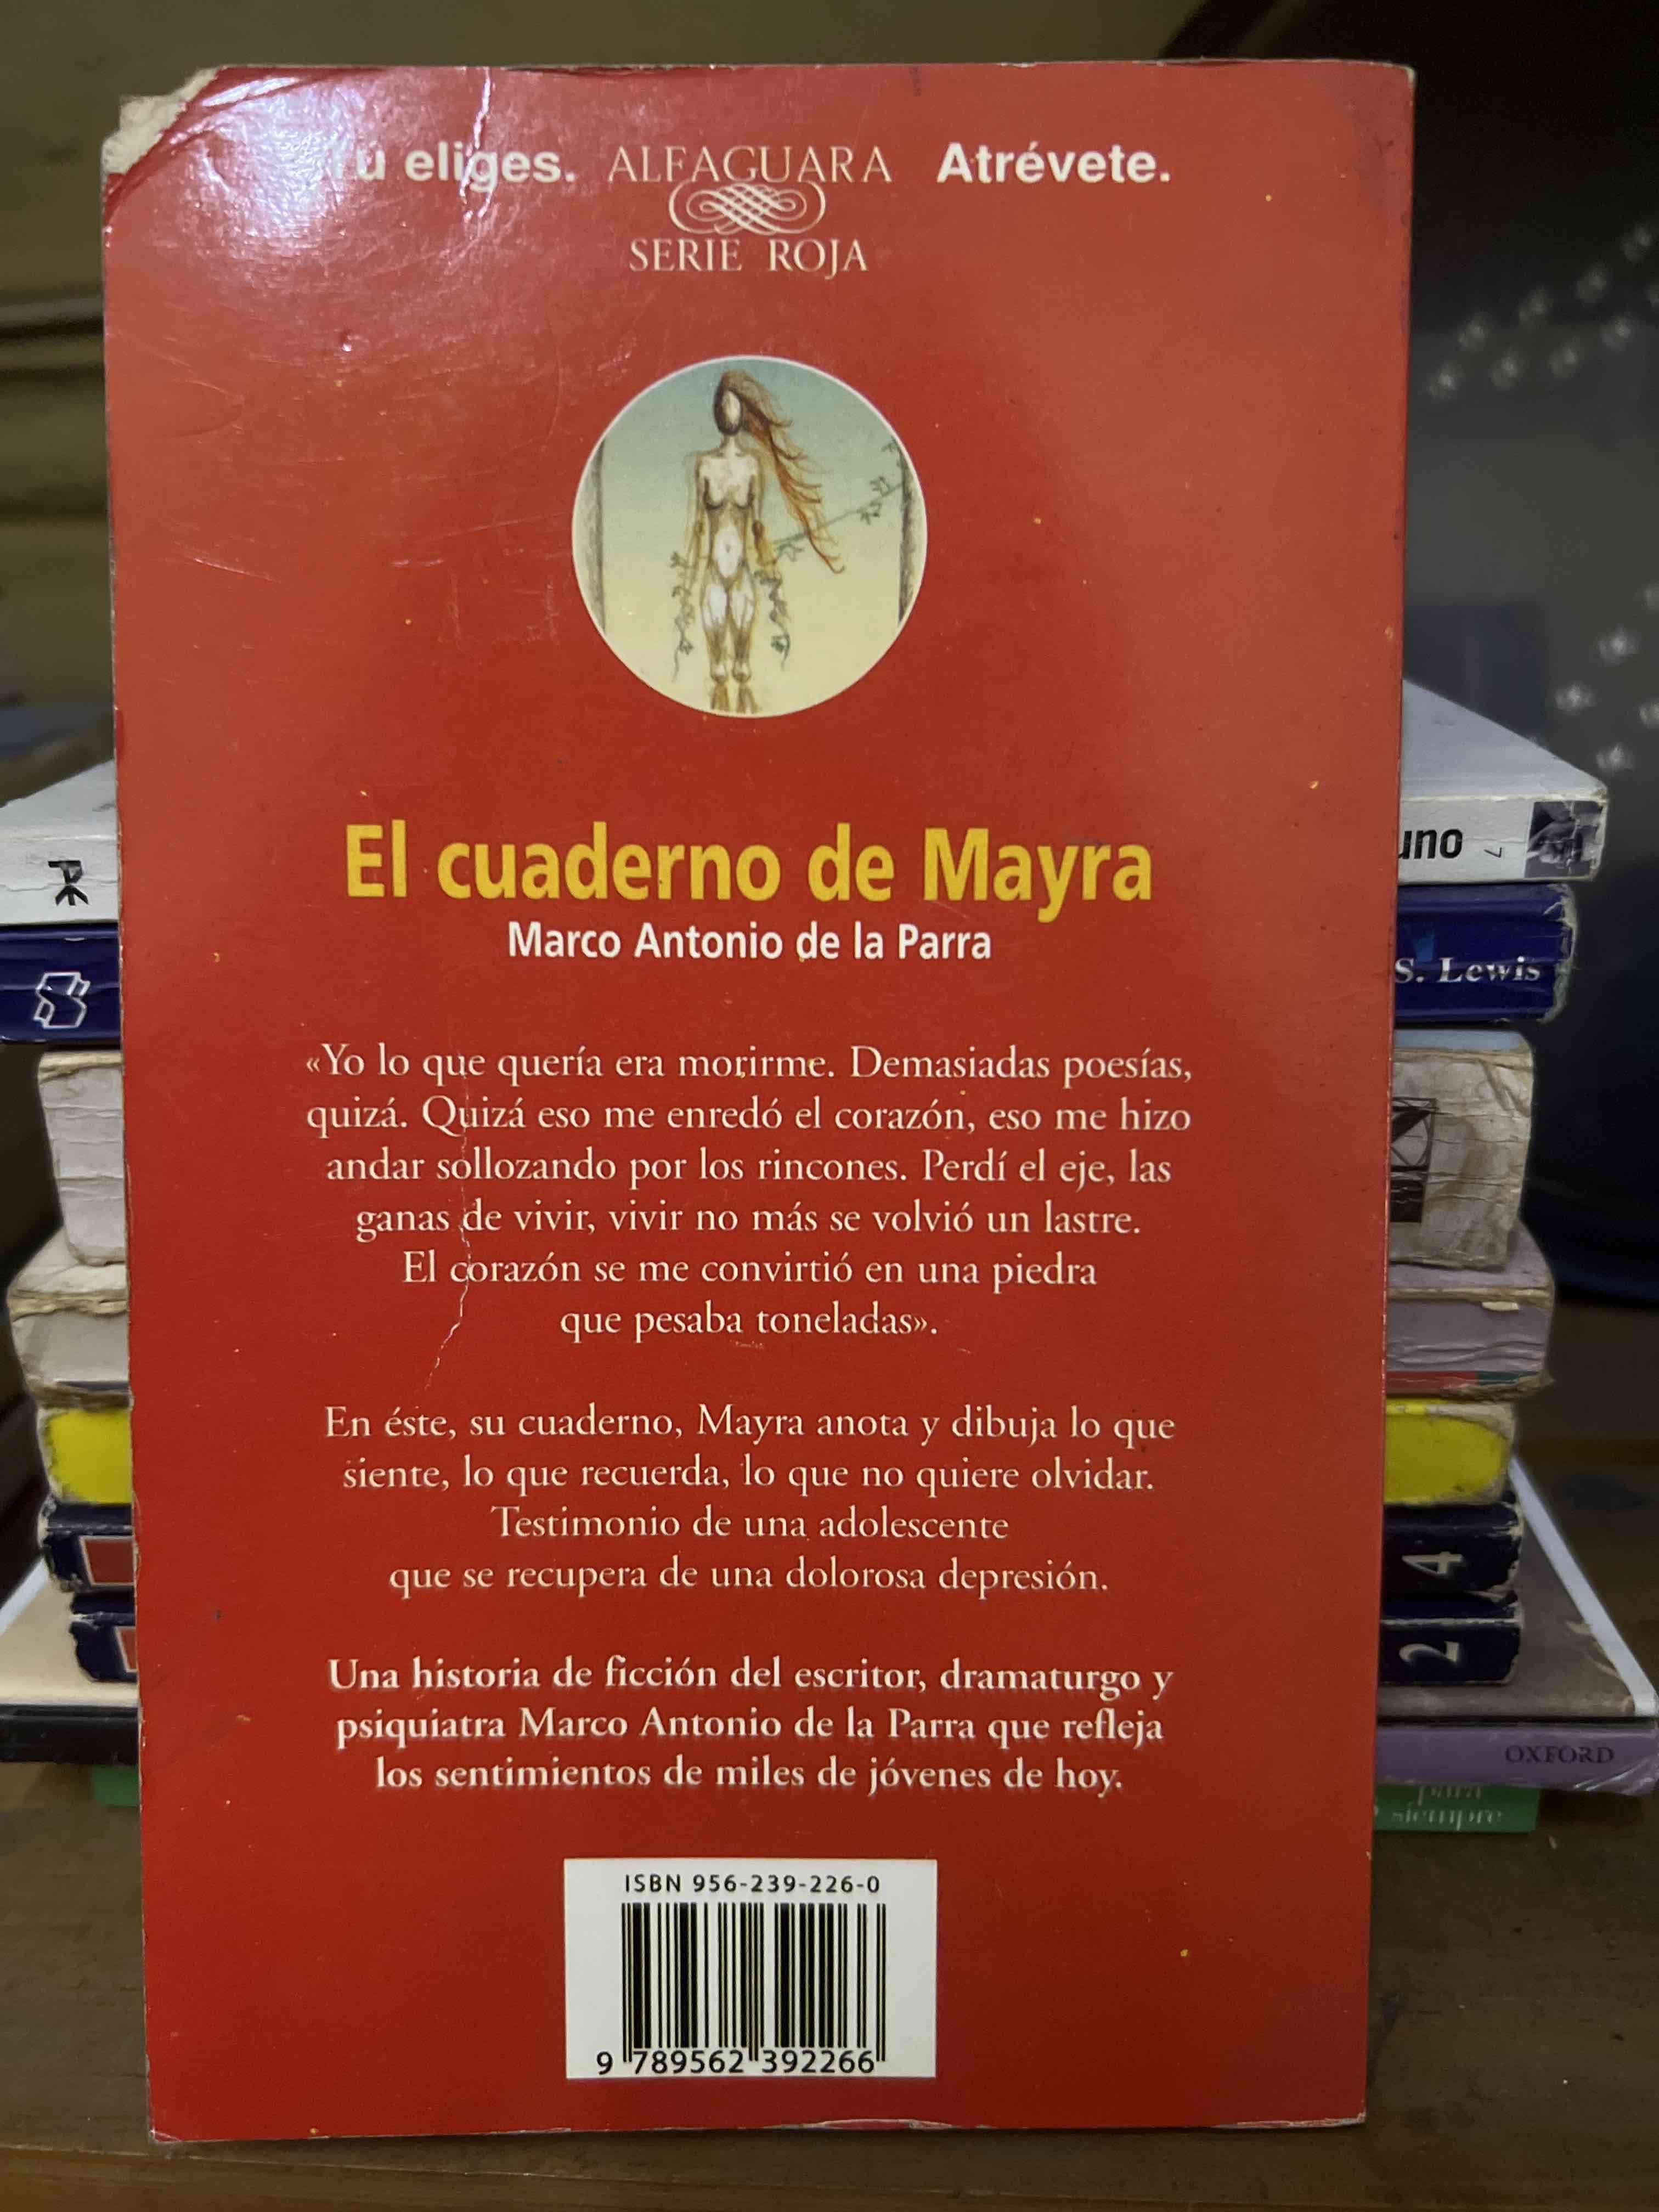 Tú eliges. ALFAGUARA Atrévete.
SERIE ROJA
El cuaderno de Mayra
Marco Antonio de la Parra
«Yo lo que quería era morirme. Demasiadas poesías,
quizá. Quizá eso me enredó el corazón, eso me hizo
andar sollozando por los rincones. Perdí el eje, las
ganas de vivir, vivir no más se volvió un lastre.
El corazón se me convirtió en una piedra
que pesaba toneladas».
En éste, su cuaderno, Mayra anota y dibuja lo que
siente, lo que recuerda, lo que no quiere olvidar.
Testimonio de una adolescente
que se recupera de una dolorosa depresión.
Una historia de ficción del escritor, dramaturgo y
psiquiatra Marco Antonio de la Parra que refleja
los sentimientos de miles de jóvenes de hoy.
ISBN 956-239-226-0
9 789562 392266
uno 7
S. Lewis
4
2
OXFORD
para
siempre